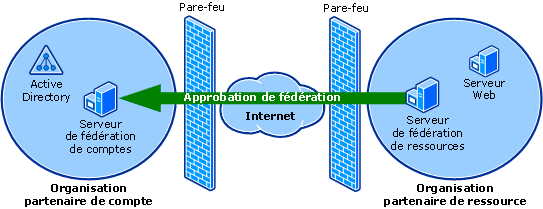 Pare-feu
Pare-feu
Active
Directory
Serveur
de fédération
de comptes
Approbation de fédération
Internet
Serveur
Web
Serveur
de fédération
de ressources
Organisation
partenaire de compte
Organisation
partenaire de ressource